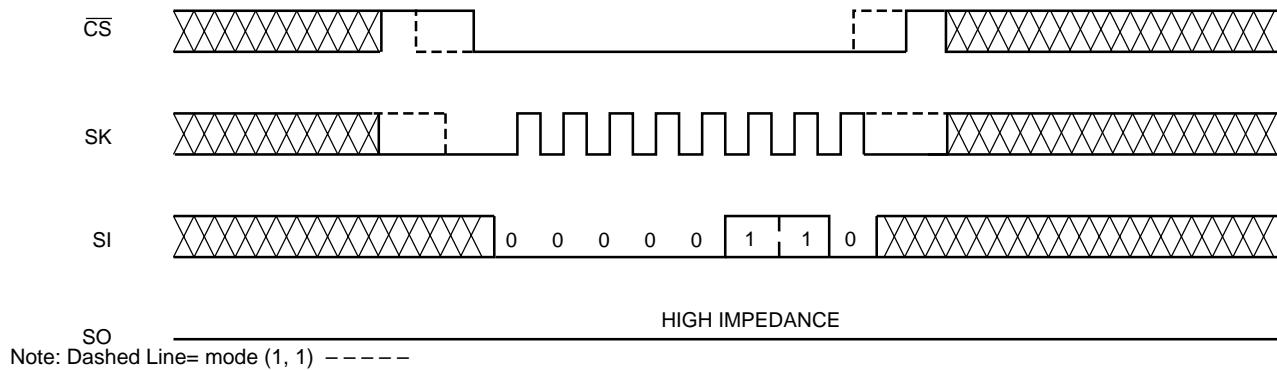 CS
SK
SI 0 0 0 0 0 1 1 0
HIGH IMPEDANCE
SO
Note: Dashed Line= mode (1, 1) – – – – –